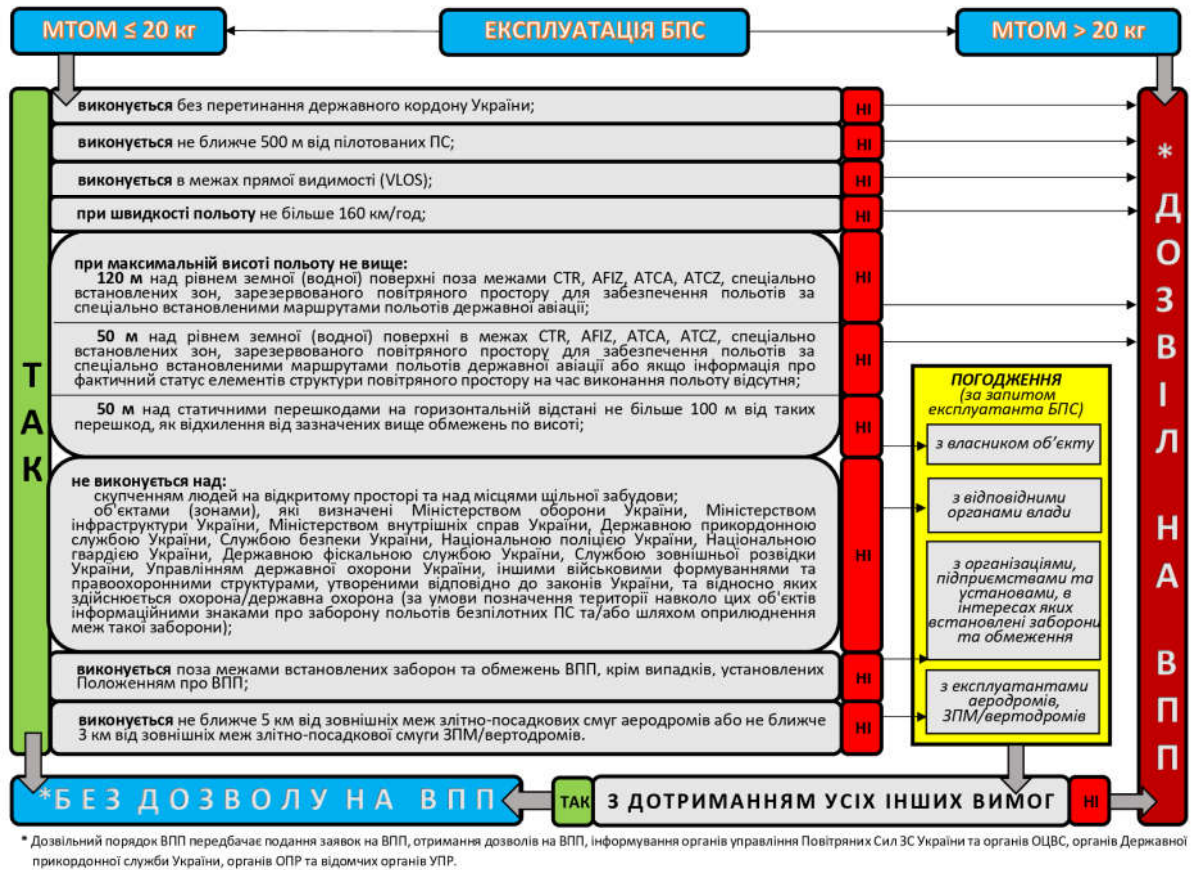 МТОМ ≤ 20 кг
ЕКСПЛУАТАЦІЯ БПС
МТОМ > 20 кг
виконується без перетинання державного кордону України;
НІ
виконується не ближче 500 м від пілотованих ПС;
НІ
виконується в межах прямої видимості (VLOS);
НІ
при швидкості польоту не більше 160 км/год;
НІ
при максимальній висоті польоту не вище:
120 м над рівнем земної (водної) поверхні поза межами CTR, AFIZ, ATCA, ATCZ, спеціально
встановлених зон, зарезервованого повітряного простору для забезпечення польотів за
спеціально встановленими маршрутами польотів державної авіації;
НІ
50 м над рівнем земної (водної) поверхні в межах CTR, AFIZ, ATCA, ATCZ, спеціально
встановлених зон, зарезервованого повітряного простору для забезпечення польотів за
спеціально встановленими маршрутами польотів державної авіації або якщо інформація про
фактичний статус елементів структури повітряного простору на час виконання польоту відсутня;
НІ
50 м над статичними перешкодами на горизонтальній відстані не більше 100 м від таких
перешкод, як відхилення від зазначених вище обмежень по висоті;
НІ
не виконується над:
скупченням людей на відкритому просторі та над місцями щільної забудови;
об'єктами (зонами), які визначені Міністерством оборони України, Міністерством
інфраструктури України, Міністерством внутрішніх справ України, Державною прикордонною
службою України, Службою безпеки України, Національною поліцією України, Національною
гвардією України, Державною фіскальною службою України, Службою зовнішньої розвідки
України, Управлінням державної охорони України, іншими військовими формуваннями та
правоохоронними структурами, утвореними відповідно до законів України, та відносно яких
здійснюється охорона/державна охорона (за умови позначення території навколо цих об'єктів
інформаційними знаками про заборону польотів безпілотних ПС та/або шляхом оприлюднення
меж такої заборони);
НІ
виконується поза межами встановлених заборон та обмежень ВПП, крім випадків, установлених
Положенням про ВПП;
НІ
виконується не ближче 5 км від зовнішніх меж злітно-посадкових смуг аеродромів або не ближче
3 км від зовнішніх меж злітно-посадкової смуги ЗПМ/вертодромів.
НІ
ТАК
ПОГОДЖЕННЯ
(за запитом
експлуатанта БПС)
з власником об'єкту
з відповідними
органами влади
з організаціями,
підприємствами та
установами, в
інтересах яких
встановлені заборони
та обмеження
з експлуатантами
аеродромів,
ЗПМ/вертодромів
* ДОЗВІЛ НА ВПП
*БЕЗ ДОЗВОЛУ НА ВПП
ТАК
З ДОТРИМАННЯМ УСІХ ІНШИХ ВИМОГ
НІ
* Дозвільний порядок ВПП передбачає подання заявок на ВПП, отримання дозволів на ВПП, інформування органів управління Повітряних Сил ЗС України та органів ОЦВС, органів Державної
прикордонної служби України, органів ОПР та відомчих органів УПР.